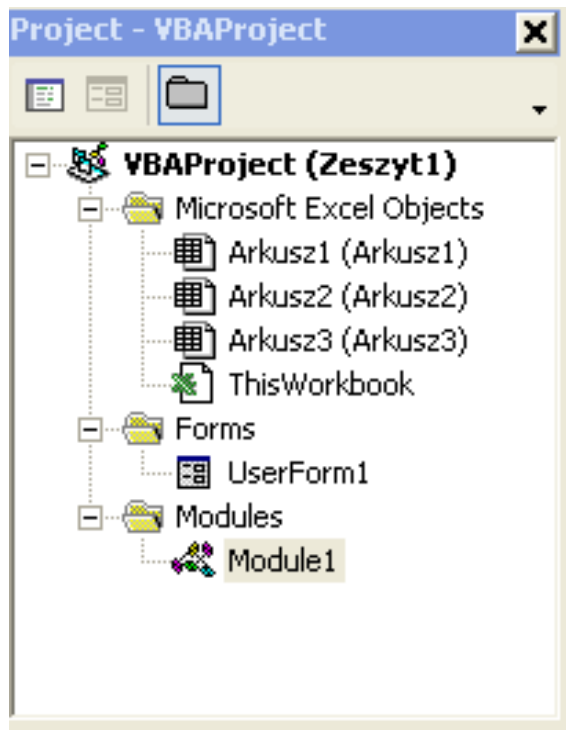 Project - VBAProject
VBAProject (Zeszyt1)
Microsoft Excel Objects
Arkusz1 (Arkusz1)
Arkusz2 (Arkusz2)
Arkusz3 (Arkusz3)
ThisWorkbook
Forms
UserForm1
Modules
Module1